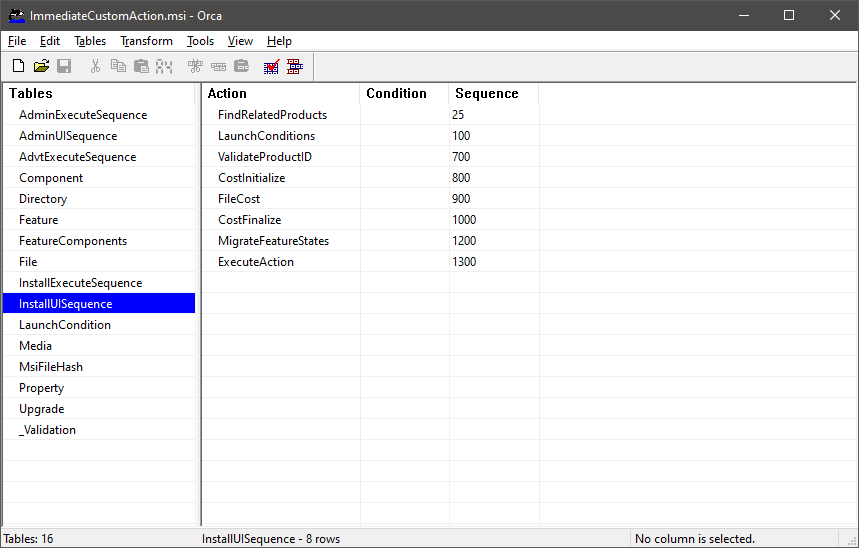 ImmediateCustomAction.msi - Orca
File Edit Tables Transform Tools View Help
Tables
AdminExecuteSequence
AdminUISequence
AdvtExecuteSequence
Component
Directory
Feature
FeatureComponents
File
InstallExecuteSequence
InstallUISequence
LaunchCondition
Media
MsiFileHash
Property
Upgrade
_Validation
Action Condition Sequence
FindRelatedProducts 25
LaunchConditions 100
ValidateProductID 700
CostInitialize 800
FileCost 900
CostFinalize 1000
MigrateFeatureStates 1200
ExecuteAction 1300
Tables: 16 InstallUISequence - 8 rows No column is selected.